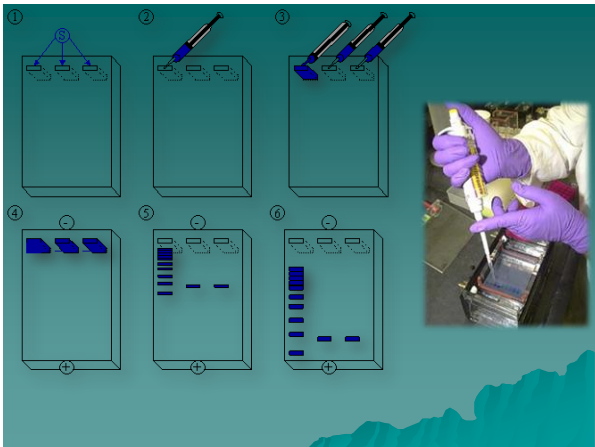 ① ② ③
S
④ ⑤ ⑥
- - -
+ + +